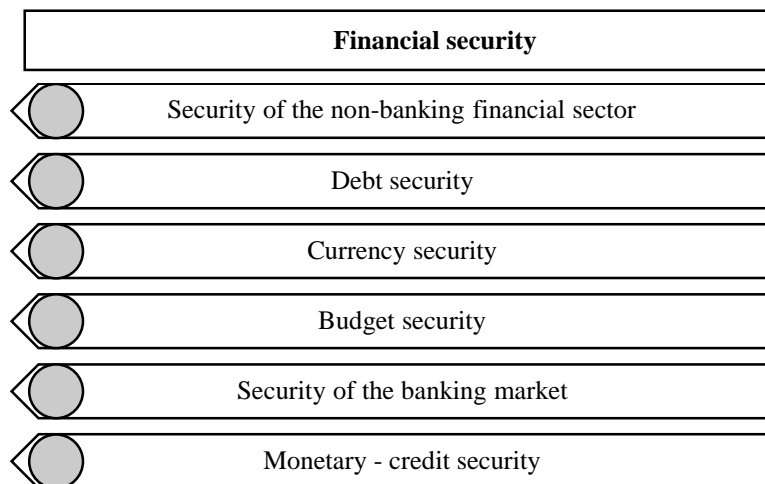 Financial security
Security of the non-banking financial sector
Debt security
Currency security
Budget security
Security of the banking market
Monetary - credit security